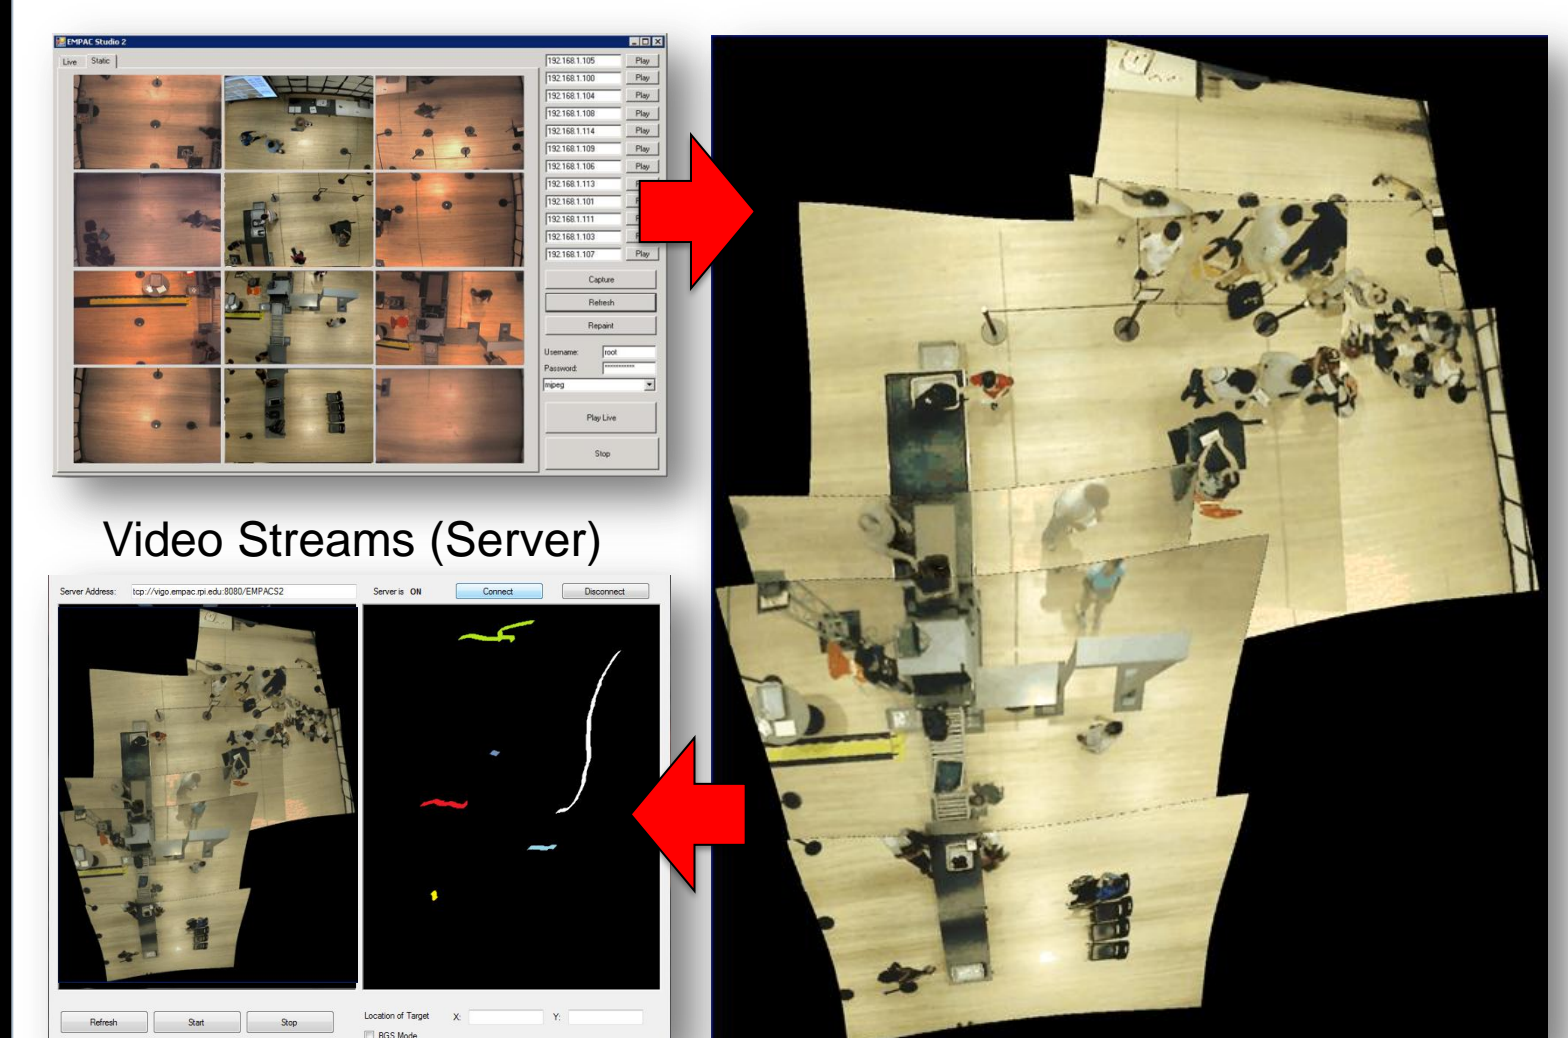 EMPAC Studio 2
Live Static
192.168.1.105 Play
192.168.1.100 Play
192.168.1.104 Play
192.168.1.108 Play
192.168.1.114 Play
192.168.1.109 Play
192.168.1.106 Play
192.168.1.113
192.168.1.101
192.168.1.111
192.168.1.103
192.168.1.107 Play
Capture
Refresh
Repaint
Username: root
Password: ************
mjpeg
Play Live
Stop
Video Streams (Server)
Server Address: tcp://vigo.empac.rpi.edu:8080/EMPACS2 Server is ON Connect Disconnect
Refresh Start Stop Location of Target X: Y:
BGS Mode